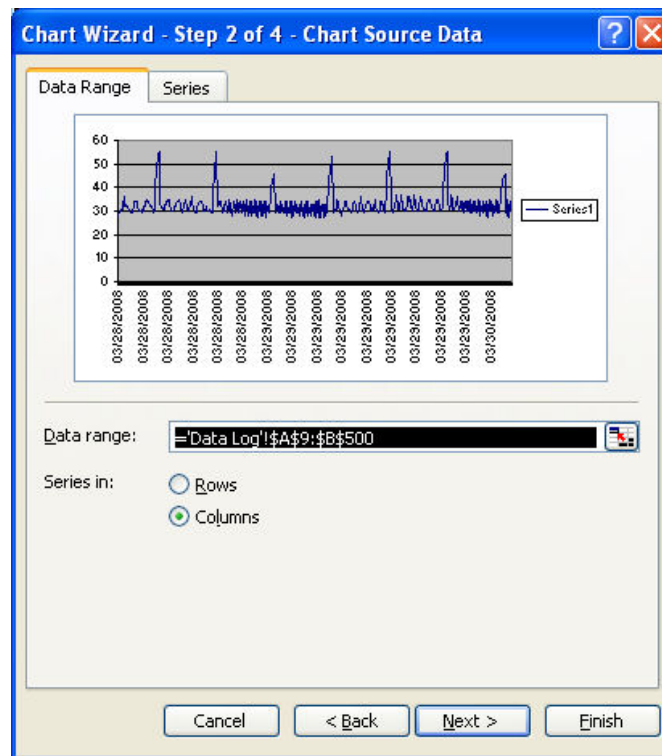 Chart Wizard - Step 2 of 4 - Chart Source Data
?
Data Range
Series
60
50
40
30
20
10
0
Series1
03/28/2008
03/28/2008
03/28/2008
03/28/2008
03/28/2008
03/28/2008
03/29/2008
03/29/2008
03/29/2008
03/29/2008
03/29/2008
03/29/2008
03/29/2008
03/29/2008
03/29/2008
03/30/2008
Data range:
='Data Log'!$A$9:$B$500
Series in:
Rows
Columns
Cancel
< Back
Next >
Finish